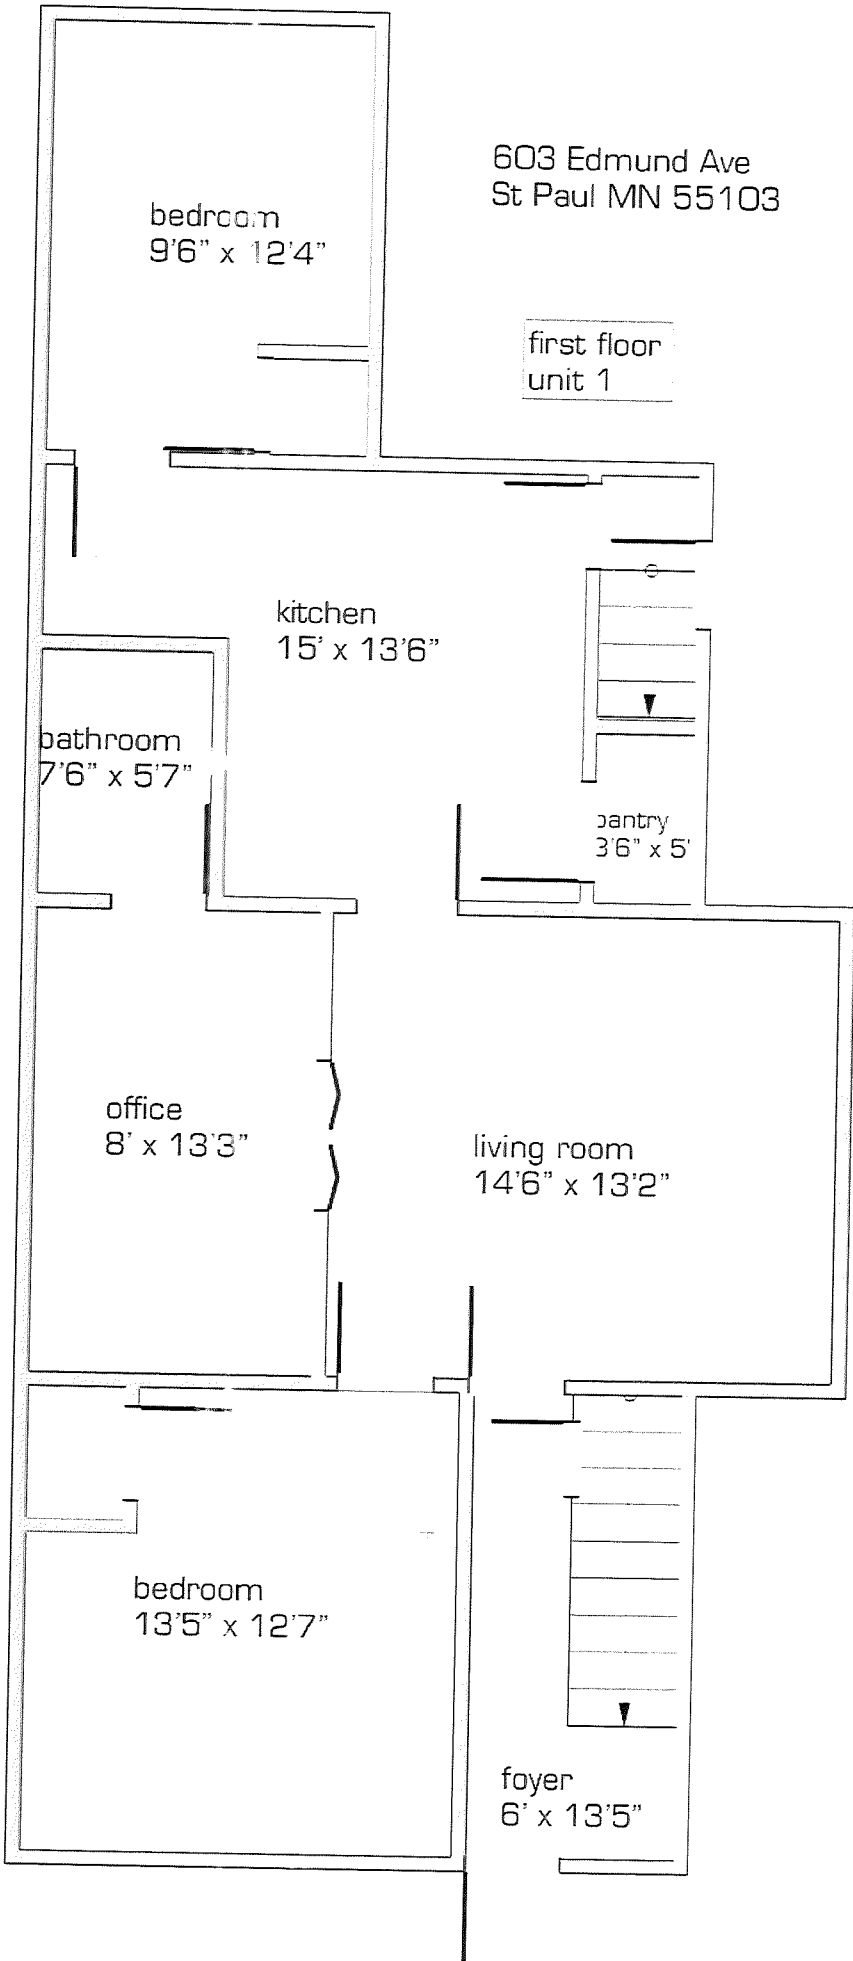 603 Edmund Ave
St Paul MN 55103
bedroom
9'6" x 12'4"
first floor
unit 1
kitchen
15' x 13'6"
bathroom
7'6" x 5'7"
pantry
3'6" x 5'
office
8' x 13'3"
living room
14'6" x 13'2"
bedroom
13'5" x 12'7"
foyer
6' x 13'5"